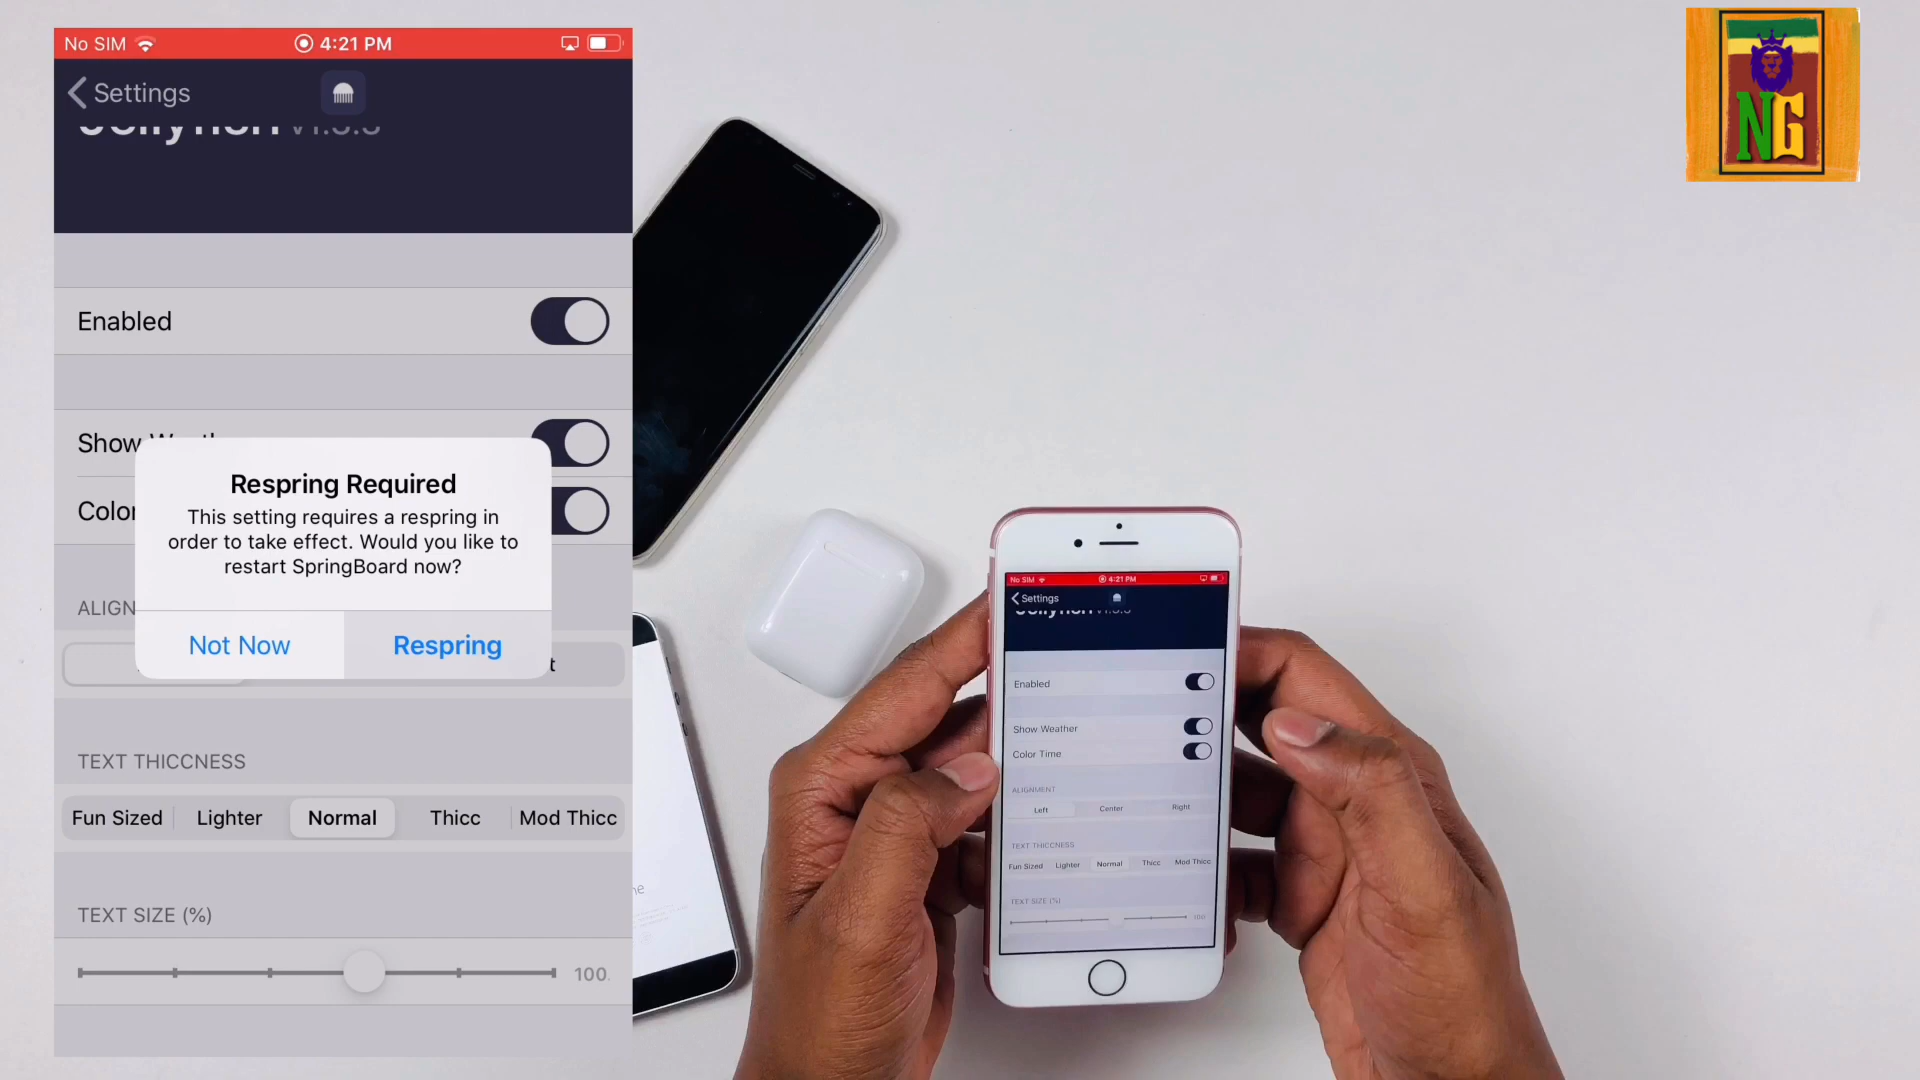 No SIM 4:21 PM
Settings
Enabled
Show
Color
Respring Required
This setting requires a respring in
order to take effect. Would you like to
restart SpringBoard now?
Not Now Respring
TEXT THICCNESS
Fun Sized Lighter Normal Thicc Mod Thicc
TEXT SIZE (%)
100.
NG
No SIM 4:21 PM
Settings
Enabled
Show Weather
Color Time
ALIGNMENT
Left Center Right
TEXT THICCNESS
Fun Sized Lighter Normal Thicc Mod Thicc
TEXT SIZE (%)
100